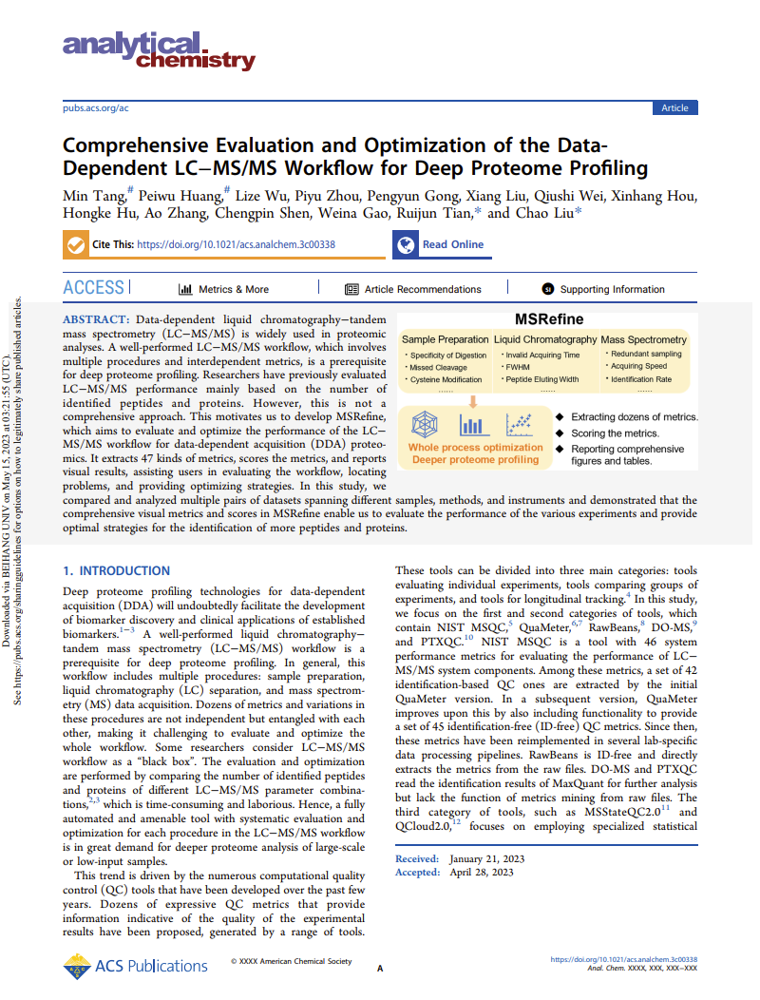 analytical
chemistry
pubs.acs.org/ac
Article
Comprehensive Evaluation and Optimization of the Data-
Dependent LC−MS/MS Workflow for Deep Proteome Profiling
Min Tang,# Peiwu Huang,# Lize Wu, Piyu Zhou, Pengyun Gong, Xiang Liu, Qiushi Wei, Xinhang Hou,
Hongke Hu, Ao Zhang, Chengpin Shen, Weina Gao, Ruijun Tian,* and Chao Liu*
Cite This: https://doi.org/10.1021/acs.analchem.3c00338
Read Online
ACCESS
Metrics & More
Article Recommendations
sı Supporting Information
ABSTRACT: Data-dependent liquid chromatography−tandem
mass spectrometry (LC−MS/MS) is widely used in proteomic
analyses. A well-performed LC−MS/MS workflow, which involves
multiple procedures and interdependent metrics, is a prerequisite
for deep proteome profiling. Researchers have previously evaluated
LC−MS/MS performance mainly based on the number of
identified peptides and proteins. However, this is not a
comprehensive approach. This motivates us to develop MSRefine,
which aims to evaluate and optimize the performance of the LC−
MS/MS workflow for data-dependent acquisition (DDA) proteo-
mics. It extracts 47 kinds of metrics, scores the metrics, and reports
visual results, assisting users in evaluating the workflow, locating
problems, and providing optimizing strategies. In this study, we
compared and analyzed multiple pairs of datasets spanning different samples, methods, and instruments and demonstrated that the
comprehensive visual metrics and scores in MSRefine enable us to evaluate the performance of the various experiments and provide
optimal strategies for the identification of more peptides and proteins.
MSRefine
Sample Preparation
• Specificity of Digestion
• Missed Cleavage
• Cysteine Modification
......
Liquid Chromatography
• Invalid Acquiring Time
• FWHM
• Peptide Eluting Width
......
Mass Spectrometry
• Redundant sampling
• Acquiring Speed
• Identification Rate
......
Whole process optimization
Deeper proteome profiling
◆ Extracting dozens of metrics.
◆ Scoring the metrics.
◆ Reporting comprehensive
figures and tables.
1. INTRODUCTION
Deep proteome profiling technologies for data-dependent
acquisition (DDA) will undoubtedly facilitate the development
of biomarker discovery and clinical applications of established
biomarkers.1−3 A well-performed liquid chromatography−
tandem mass spectrometry (LC−MS/MS) workflow is a
prerequisite for deep proteome profiling. In general, this
workflow includes multiple procedures: sample preparation,
liquid chromatography (LC) separation, and mass spectrom-
etry (MS) data acquisition. Dozens of metrics and variations in
these procedures are not independent but entangled with each
other, making it challenging to evaluate and optimize the
whole workflow. Some researchers consider LC−MS/MS
workflow as a “black box”. The evaluation and optimization
are performed by comparing the number of identified peptides
and proteins of different LC−MS/MS parameter combina-
tions,2,3 which is time-consuming and laborious. Hence, a fully
automated and amenable tool with systematic evaluation and
optimization for each procedure in the LC−MS/MS workflow
is in great demand for deeper proteome analysis of large-scale
or low-input samples.
This trend is driven by the numerous computational quality
control (QC) tools that have been developed over the past few
years. Dozens of expressive QC metrics that provide
information indicative of the quality of the experimental
results have been proposed, generated by a range of tools.
These tools can be divided into three main categories: tools
evaluating individual experiments, tools comparing groups of
experiments, and tools for longitudinal tracking.4 In this study,
we focus on the first and second categories of tools, which
contain NIST MSQC,5 QuaMeter,6,7 RawBeans,8 DO-MS,9
and PTXQC.10 NIST MSQC is a tool with 46 system
performance metrics for evaluating the performance of LC−
MS/MS system components. Among these metrics, a set of 42
identification-based QC ones are extracted by the initial
QuaMeter version. In a subsequent version, QuaMeter
improves upon this by also including functionality to provide
a set of 45 identification-free (ID-free) QC metrics. Since then,
these metrics have been reimplemented in several lab-specific
data processing pipelines. RawBeans is ID-free and directly
extracts the metrics from the raw files. DO-MS and PTXQC
read the identification results of MaxQuant for further analysis
but lack the function of metrics mining from raw files. The
third category of tools, such as MSStateQC2.011 and
QCloud2.0,12 focuses on employing specialized statistical
Received: January 21, 2023
Accepted: April 28, 2023
Downloaded via BEIHANG UNIV on May 15, 2023 at 03:21:55 (UTC).
See https://pubs.acs.org/sharingguidelines for options on how to legitimately share published articles.
ACS Publications
© XXXX American Chemical Society
A
https://doi.org/10.1021/acs.analchem.3c00338
Anal. Chem. XXXX, XXX, XXX−XXX